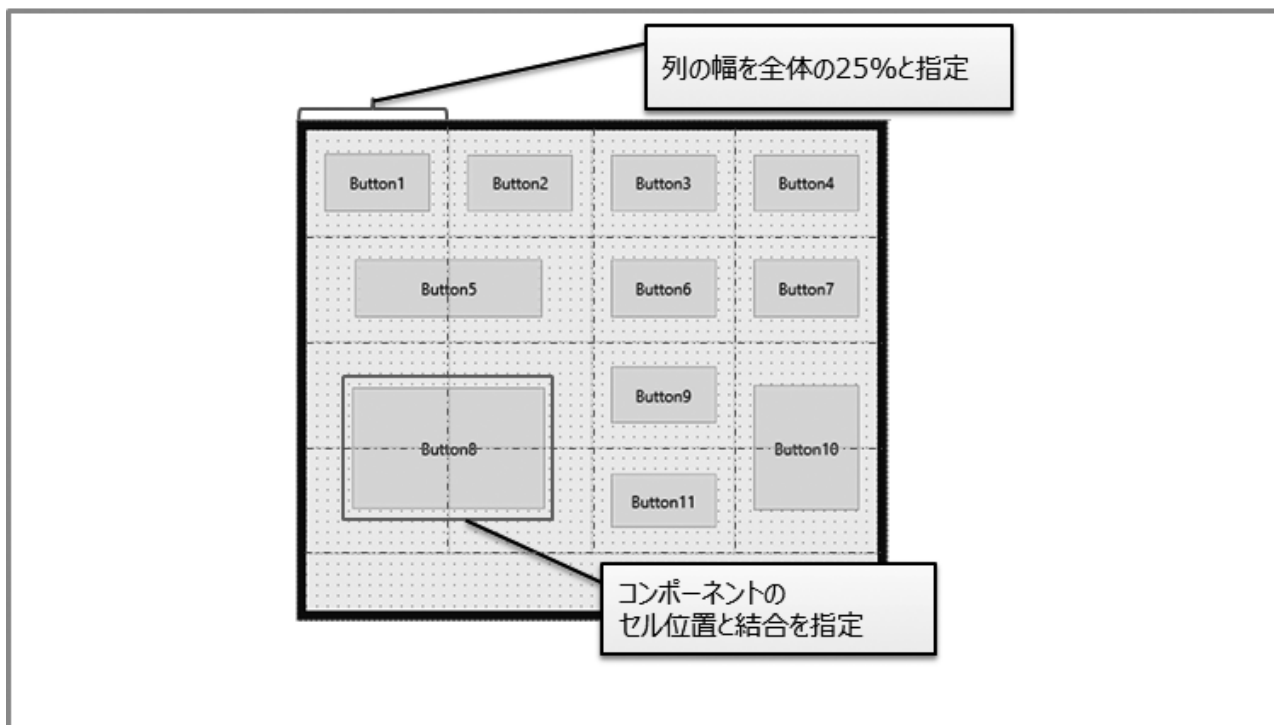 列の幅を全体の25%と指定
Button1
Button2
Button3
Button4
Button5
Button6
Button7
Button9
Button8
Button10
Button11
コンポーネントの
セル位置と結合を指定